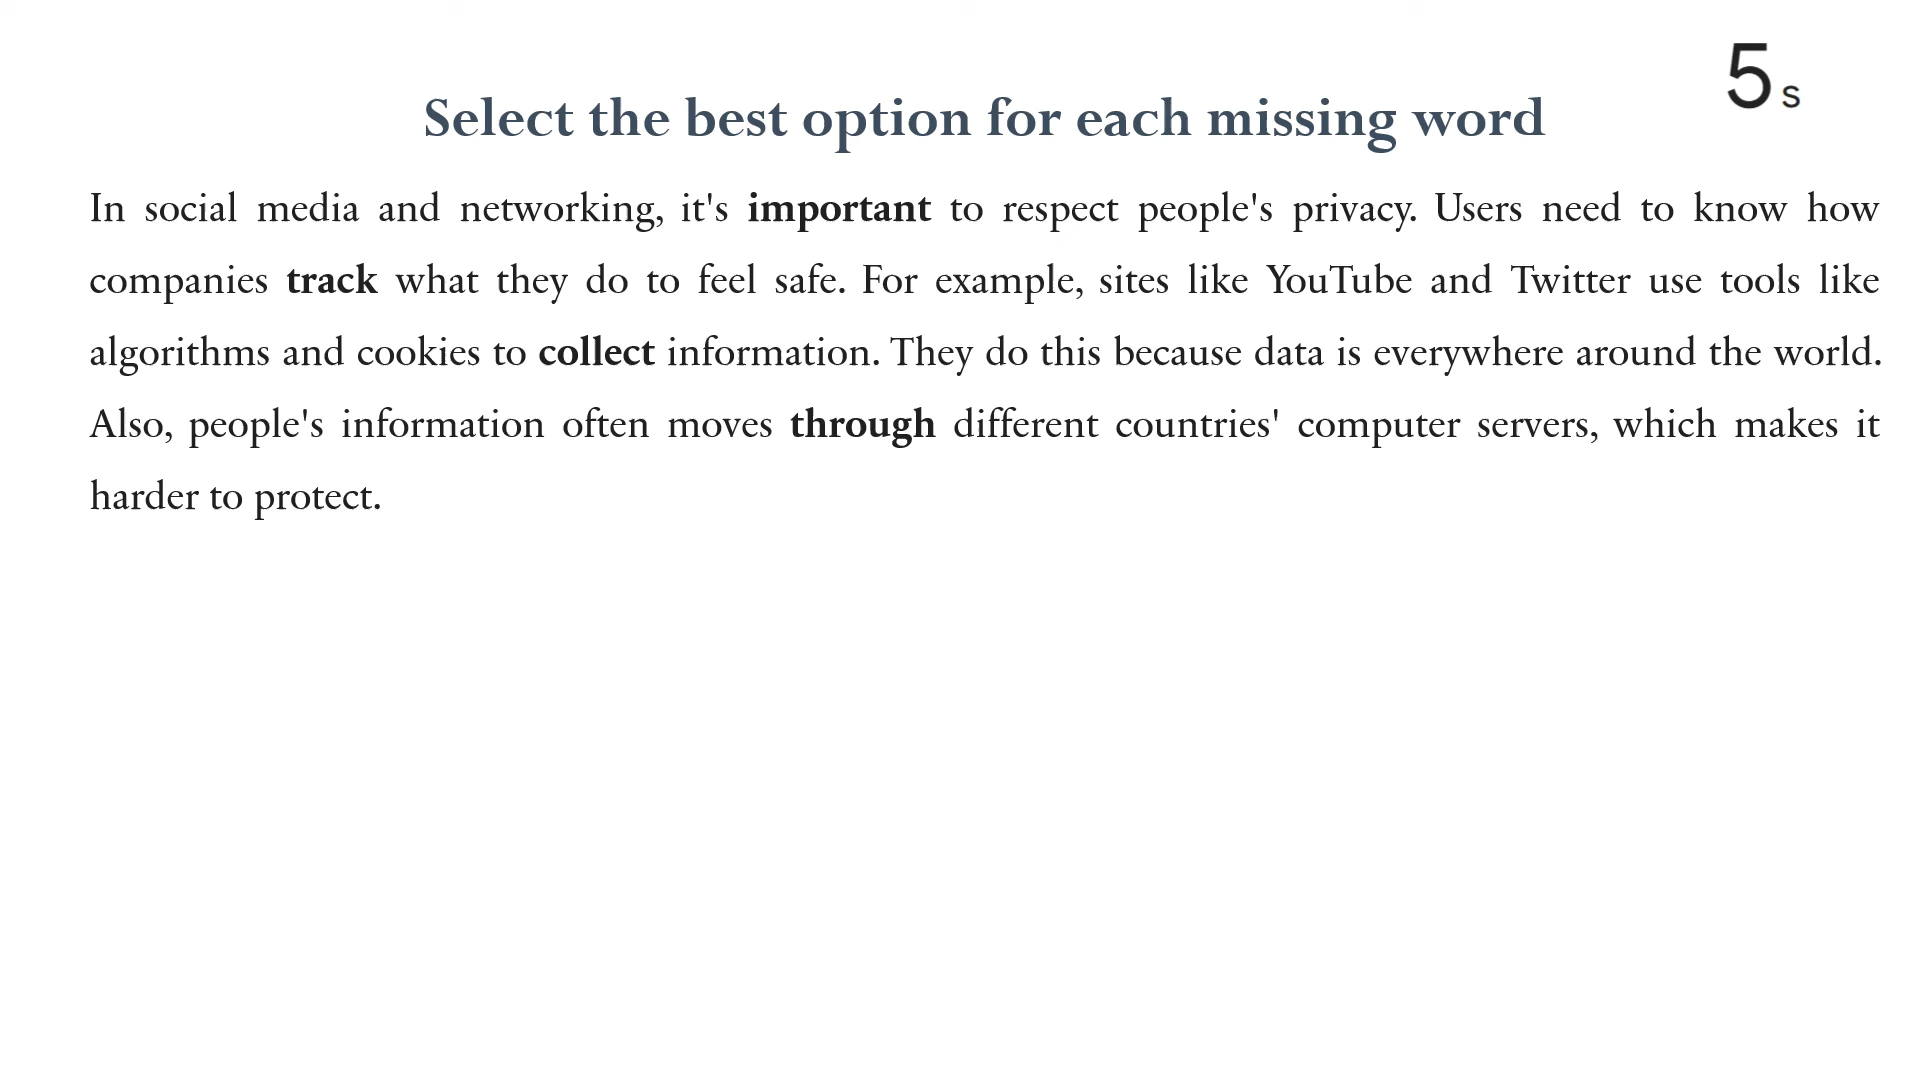 5 s
Select the best option for each missing word
In social media and networking, it's important to respect people's privacy. Users need to know how
companies track what they do to feel safe. For example, sites like YouTube and Twitter use tools like
algorithms and cookies to collect information. They do this because data is everywhere around the world.
Also, people's information often moves through different countries' computer servers, which makes it
harder to protect.